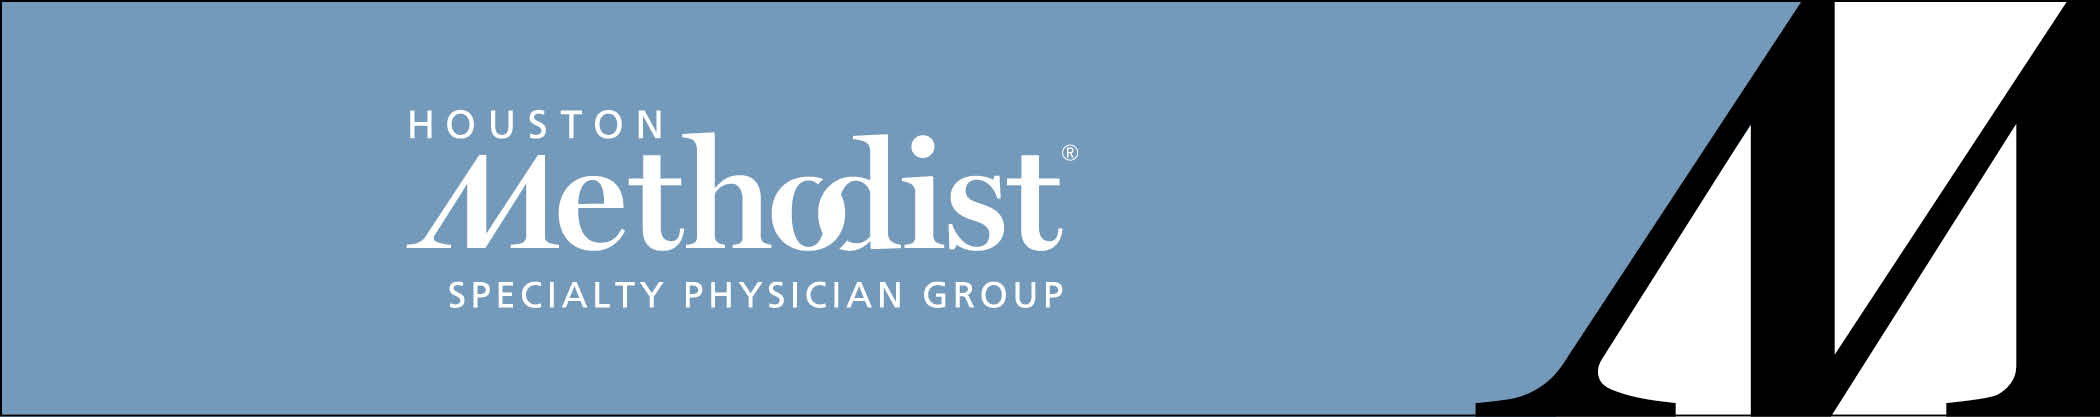 HOUSTON
Methodist®
SPECIALTY PHYSICIAN GROUP
M